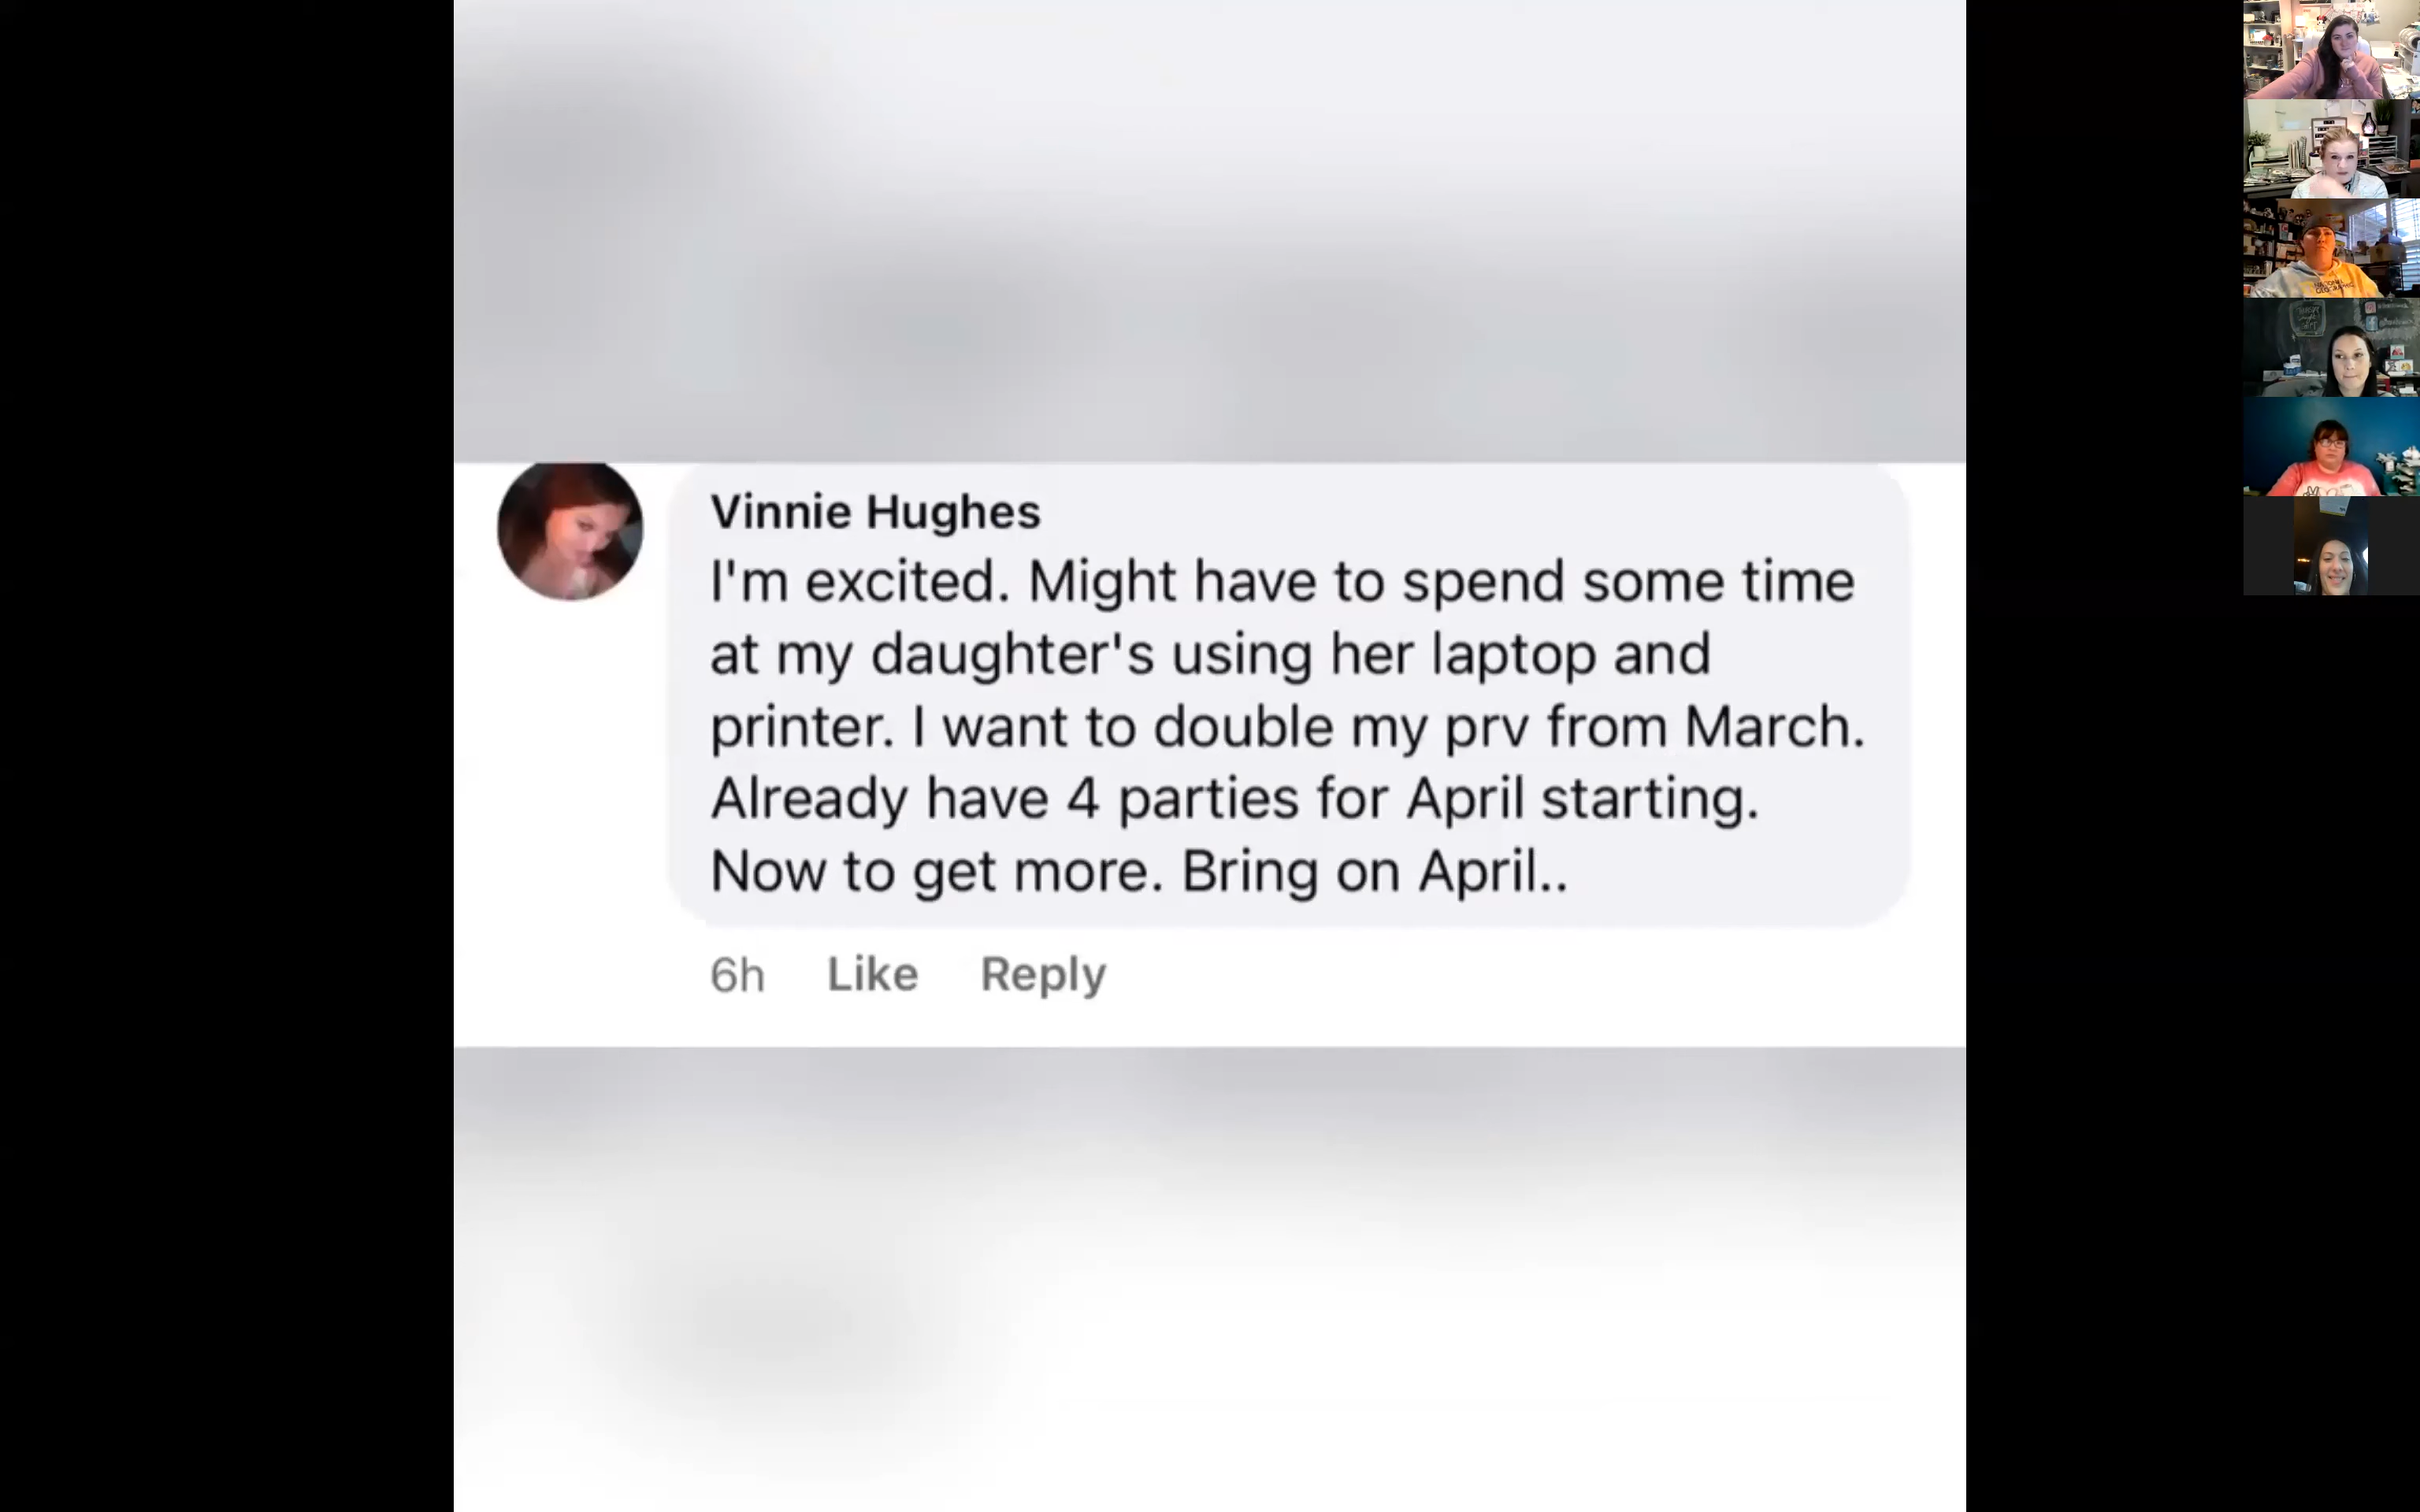 Vinnie Hughes
I'm excited. Might have to spend some time
at my daughter's using her laptop and
printer. I want to double my prv from March.
Already have 4 parties for April starting.
Now to get more. Bring on April..
6h Like Reply